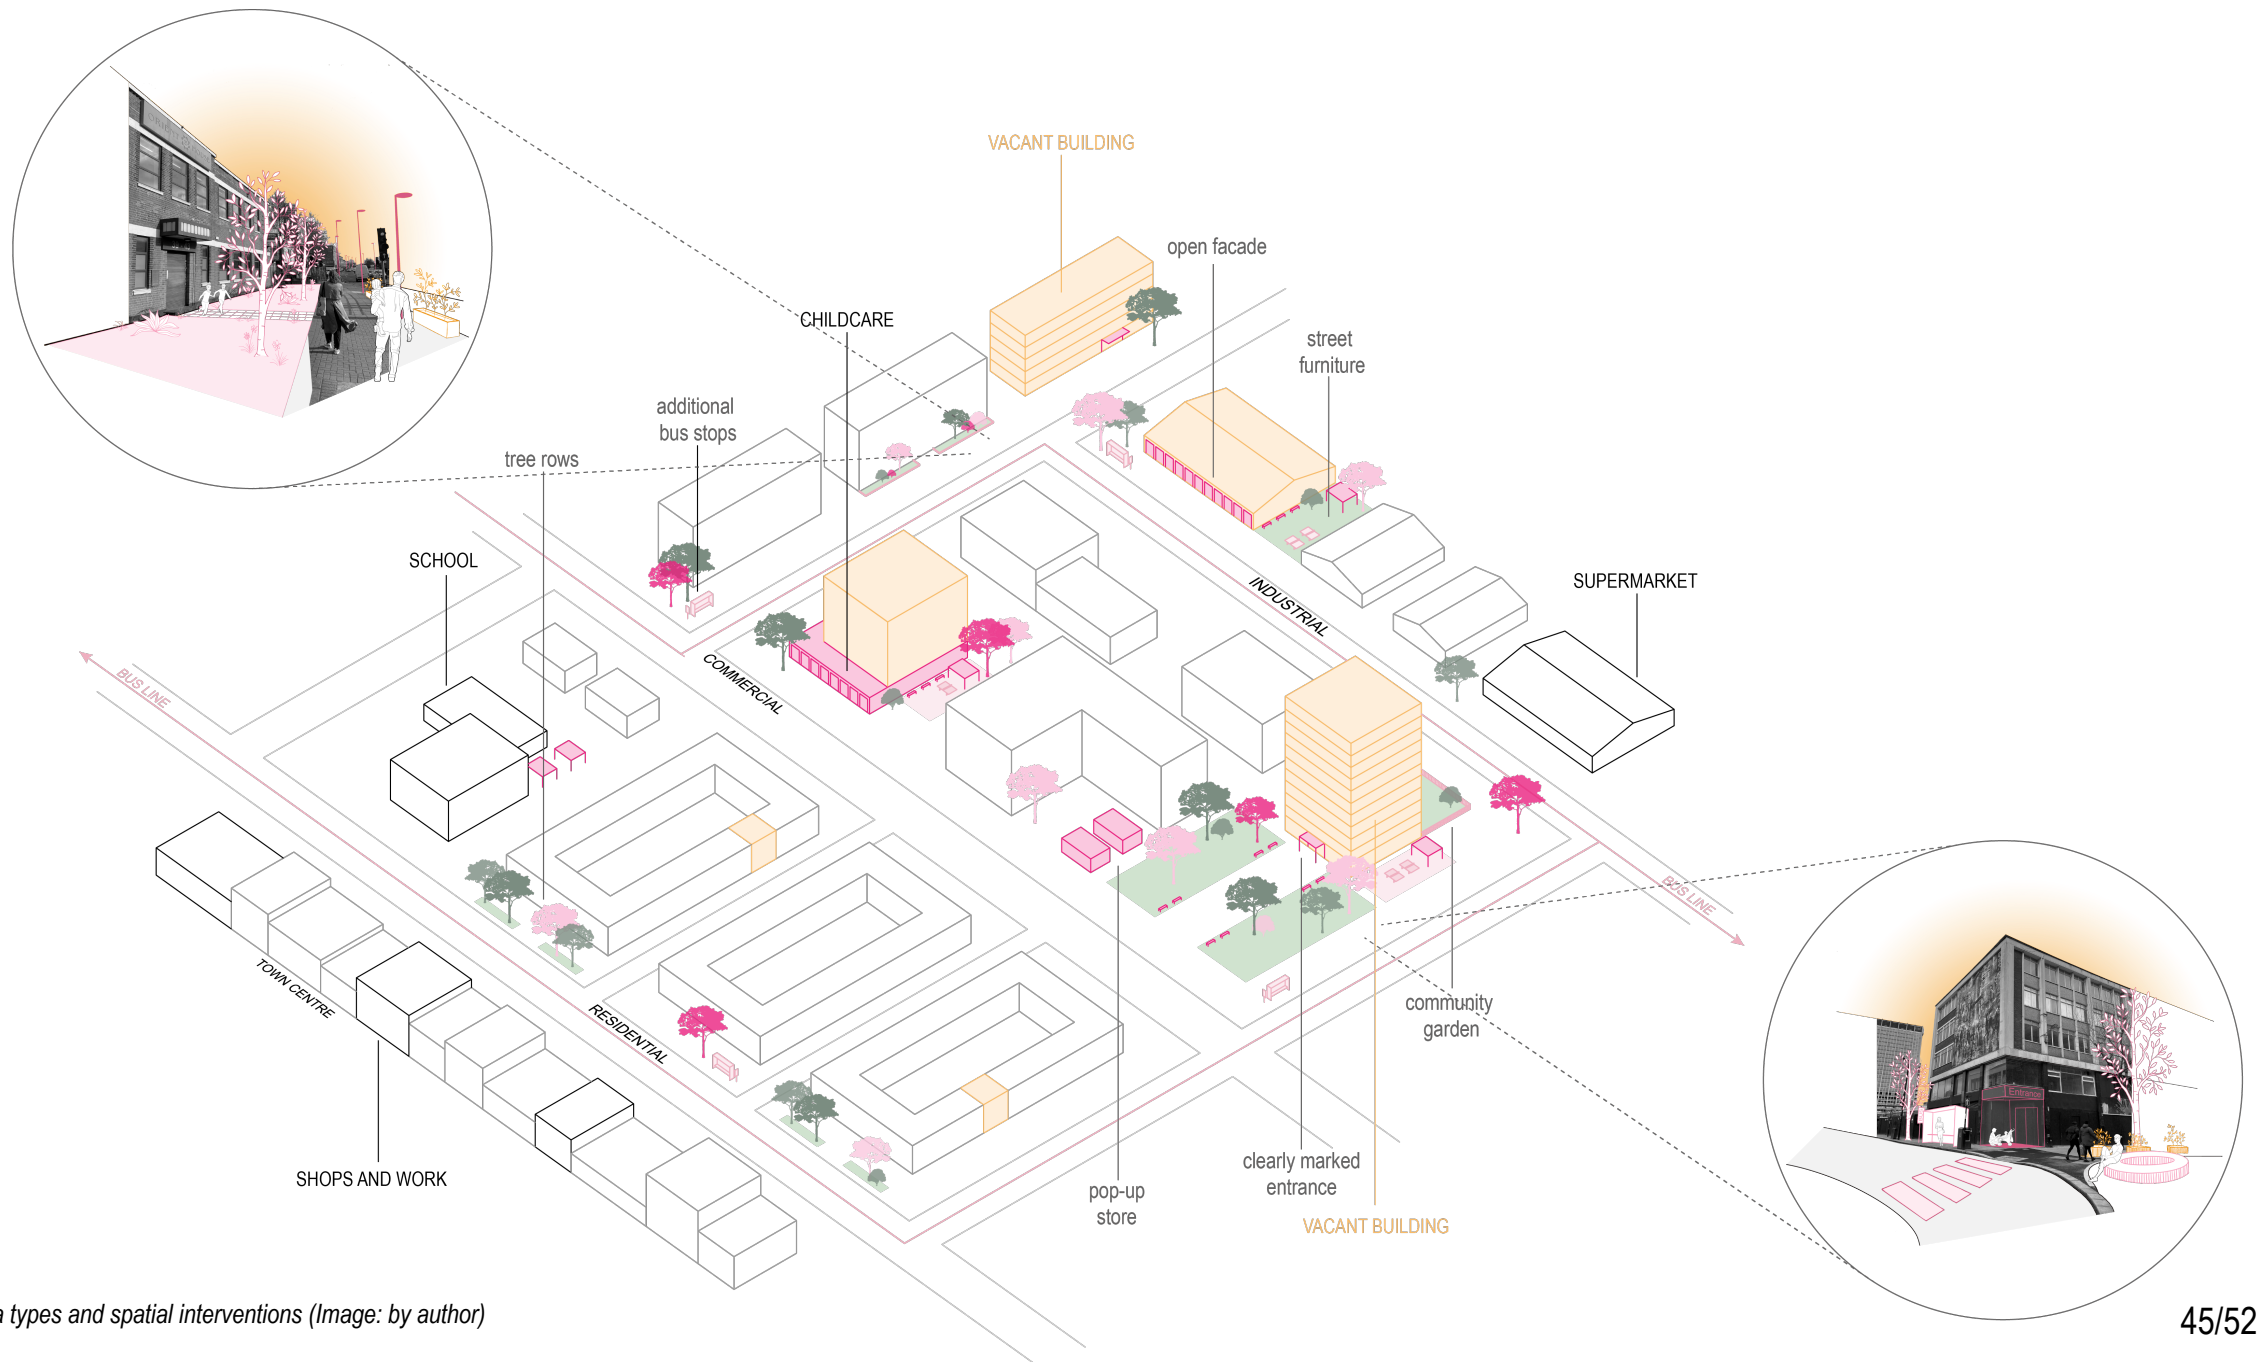 VACANT BUILDING
open facade
CHILDCARE
street
furniture
additional
bus stops
tree rows
SCHOOL
SUPERMARKET
INDUSTRIAL
COMMERCIAL
BUS LINE
BUS LINE
TOWN CENTRE
RESIDENTIAL
community
garden
Entrance
clearly marked
entrance
SHOPS AND WORK
pop-up
store
VACANT BUILDING
types and spatial interventions (Image: by author)
45/52